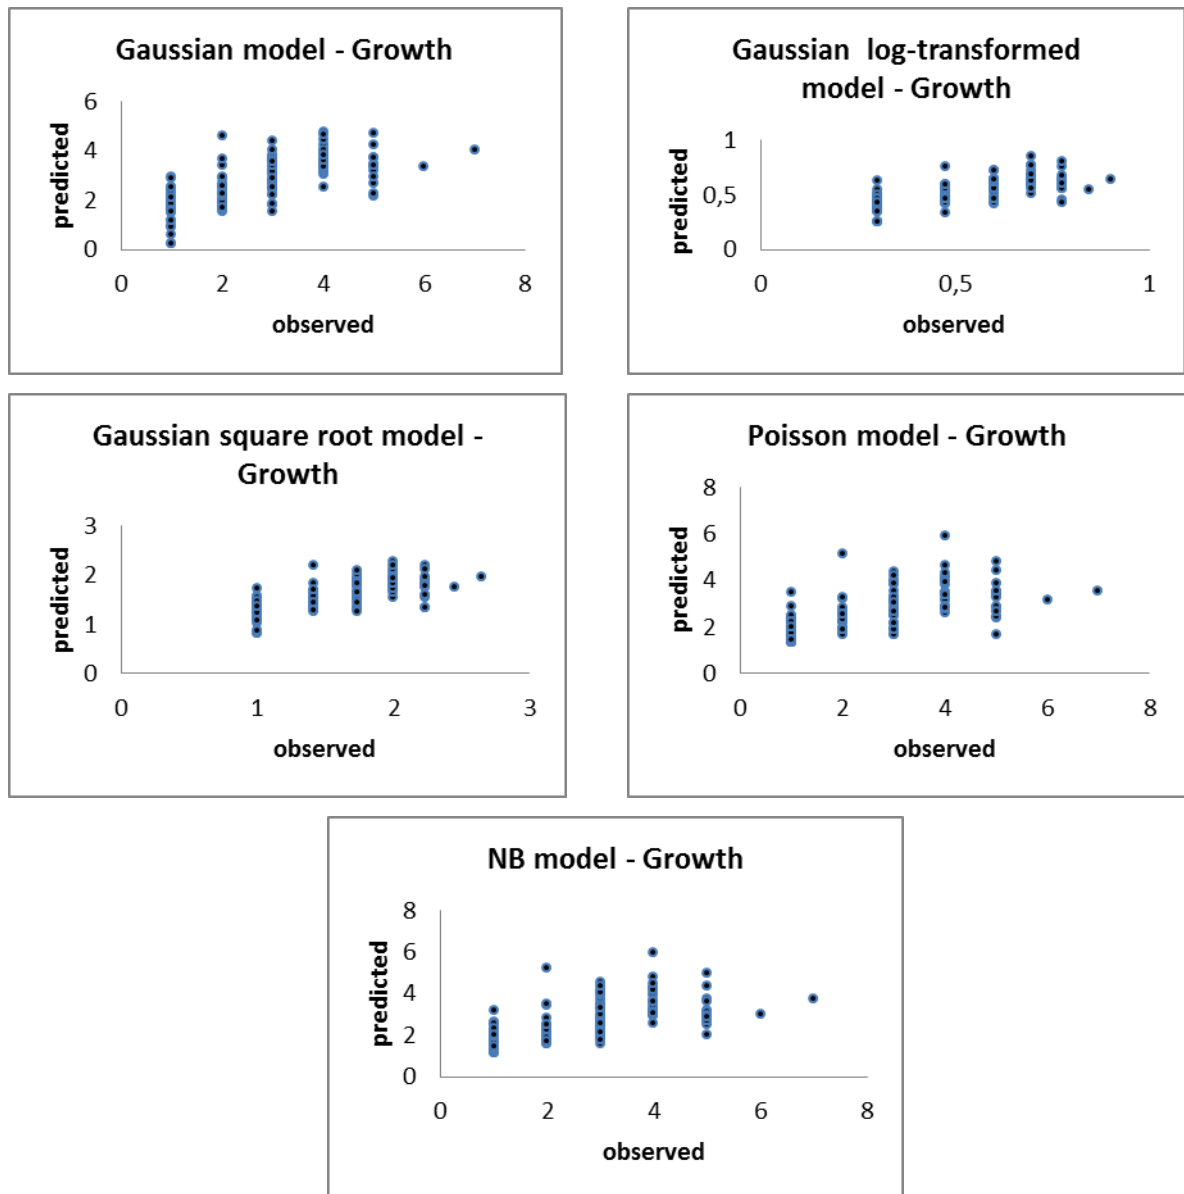 Gaussian model - Growth
6
4
2
0
predicted
0 2 4 6 8
observed
Gaussian log-transformed
model - Growth
1
0,5
0
predicted
0 0,5 1
observed
Gaussian square root model -
Growth
3
2
1
0
predicted
0 1 2 3
observed
Poisson model - Growth
8
6
4
2
0
predicted
0 2 4 6 8
observed
NB model - Growth
8
6
4
2
0
predicted
0 2 4 6 8
observed